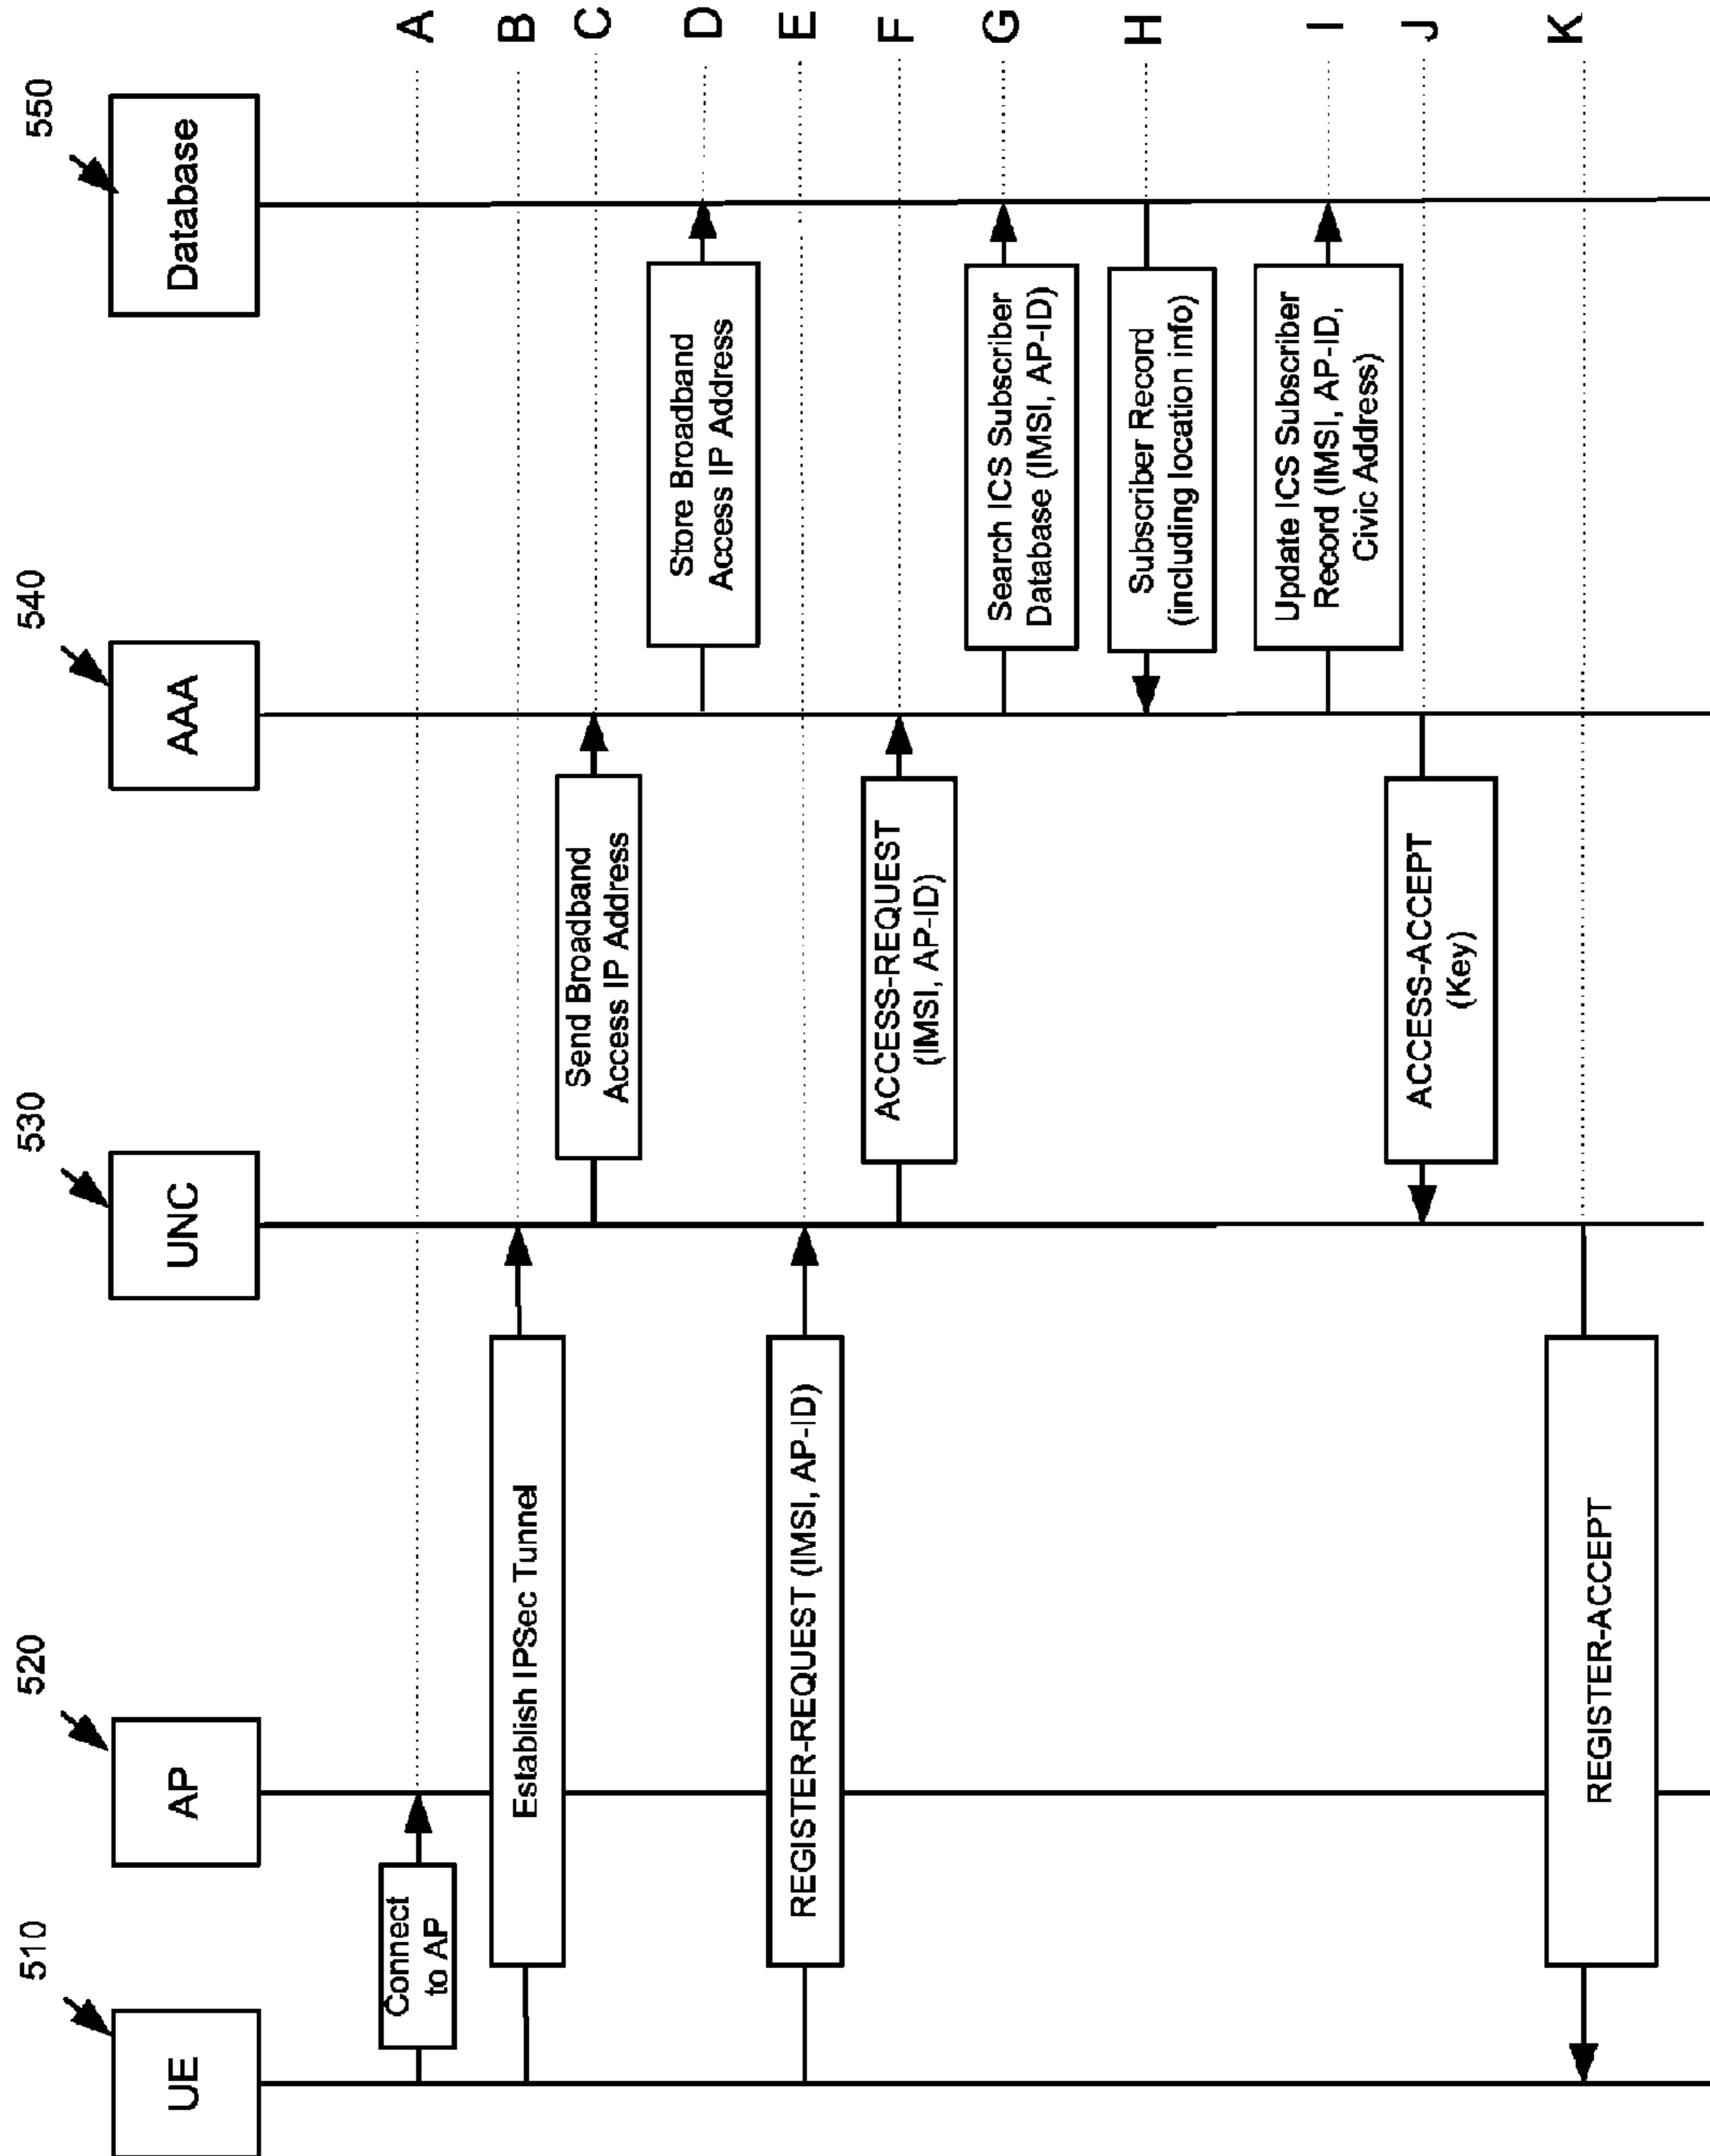 510
520
530
540
550
UE
AP
UNC
AAA
Database
Connect
to AP
A
Establish IPSec Tunnel
B
Send Broadband
Access IP Address
C
Store Broadband
Access IP Address
D
REGISTER-REQUEST (IMSI, AP-ID)
E
ACCESS-REQUEST
(IMSI, AP-ID)
F
Search ICS Subscriber
Database (IMSI, AP-ID)
G
Subscriber Record
(including location info)
H
Update ICS Subscriber
Record (IMSI, AP-ID,
Civic Address)
I
ACCESS-ACCEPT
(Key)
J
REGISTER-ACCEPT
K